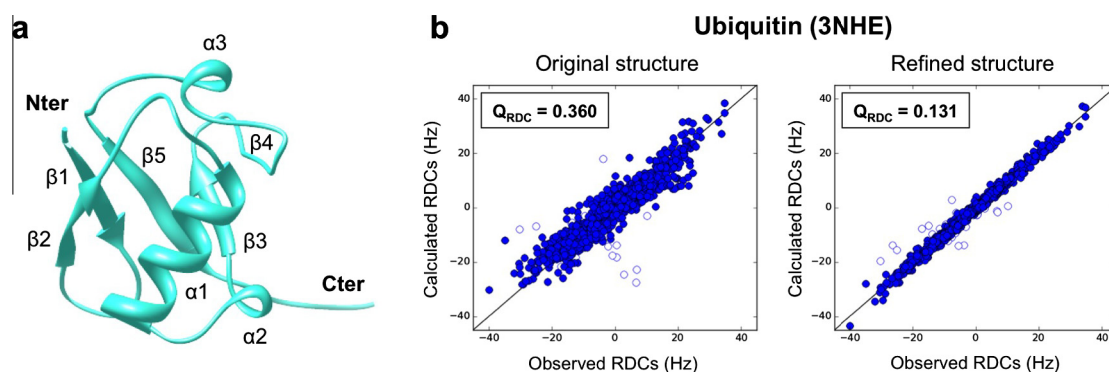 a
α3
Nter
β4
β5
β1
β2
β3
α1
Cter
α2
b
Ubiquitin (3NHE)
Original structure
Q_RDC = 0.360
Calculated RDCs (Hz)
40
20
0
−20
−40
−40
−20
0
20
40
Observed RDCs (Hz)
Refined structure
Q_RDC = 0.131
Calculated RDCs (Hz)
40
20
0
−20
−40
−40
−20
0
20
40
Observed RDCs (Hz)